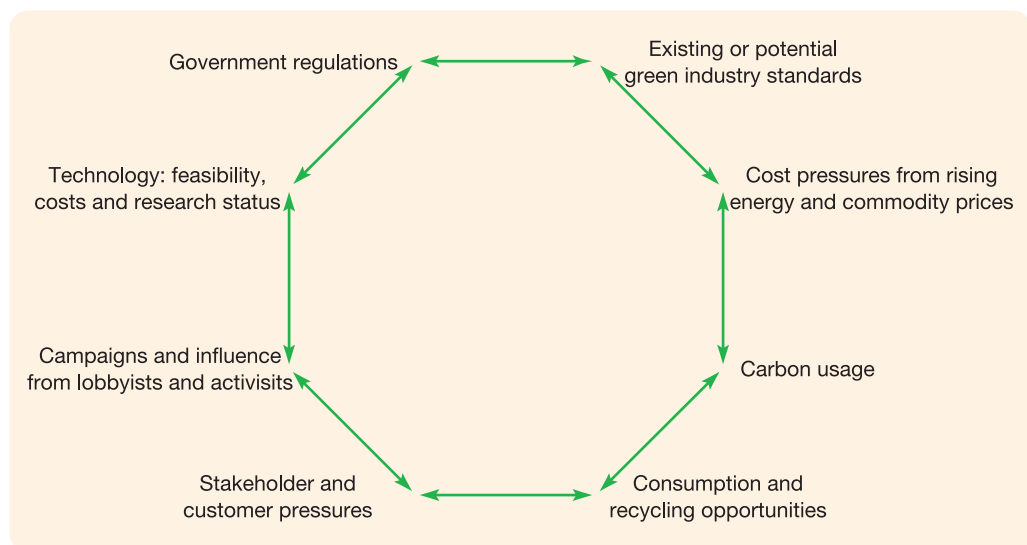 Government regulations
Existing or potential
green industry standards
Technology: feasibility,
costs and research status
Cost pressures from rising
energy and commodity prices
Campaigns and influence
from lobbyists and activisits
Carbon usage
Stakeholder and
customer pressures
Consumption and
recycling opportunities